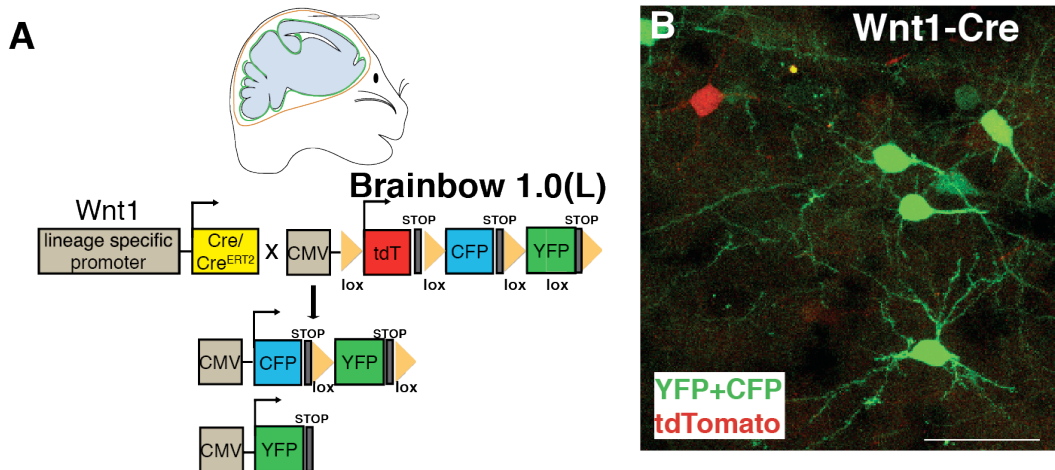 A
Brainbow 1.0(L)
Wnt1
lineage specific
promoter
Cre/
CreERT2
X
CMV
tdT
STOP
CFP
STOP
YFP
STOP
lox
lox
lox
lox
CMV
CFP
STOP
YFP
STOP
lox
lox
CMV
YFP
STOP
B
Wnt1-Cre
YFP+CFP
tdTomato